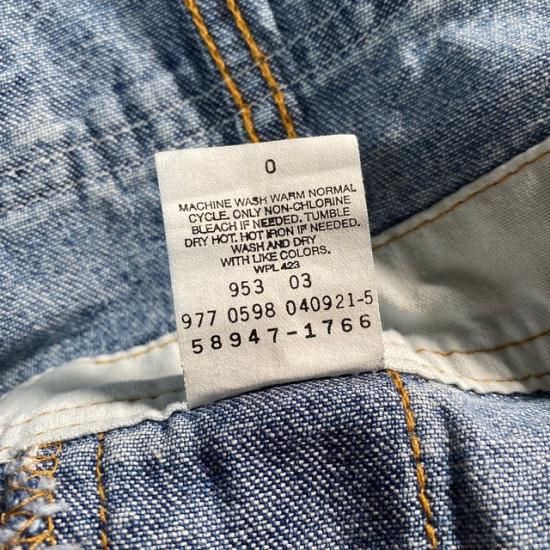 0
MACHINE WASH WARM NORMAL
CYCLE. ONLY NON-CHLORINE
BLEACH IF NEEDED. TUMBLE
DRY HOT. HOT IRON IF NEEDED.
WASH AND DRY
WITH LIKE COLORS.
WPL 423
953 03
977 0598 040921-5
58947-1766